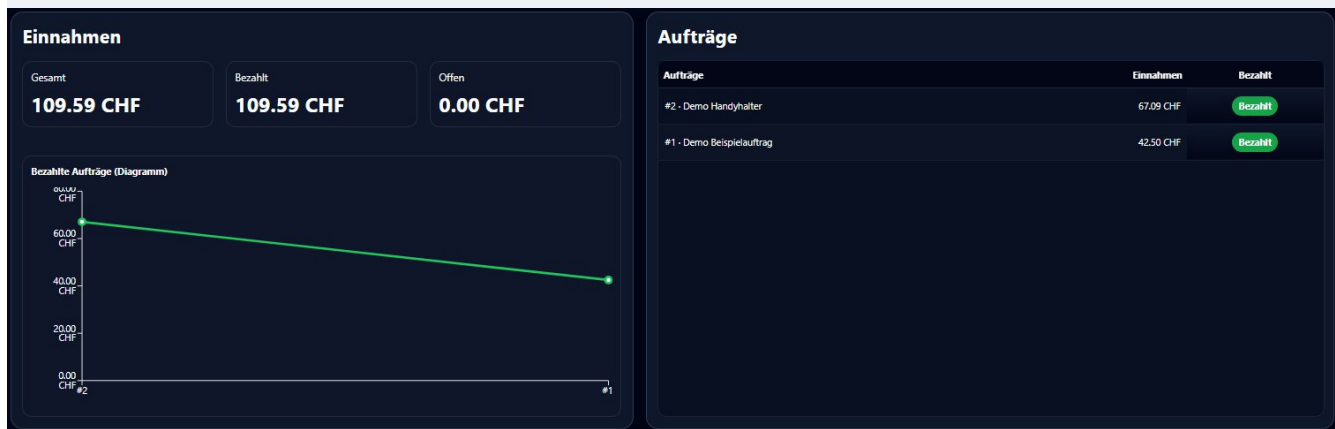 Einnahmen
Gesamt
109.59 CHF
Bezahlt
109.59 CHF
Offen
0.00 CHF
Bezahlte Aufträge (Diagramm)
80.00
CHF
60.00
CHF
40.00
CHF
20.00
CHF
0.00
CHF
#2
#1
Aufträge
Aufträge Einnahmen Bezahlt
#2 · Demo Handyhalter 67.09 CHF Bezahlt
#1 · Demo Beispielauftrag 42.50 CHF Bezahlt